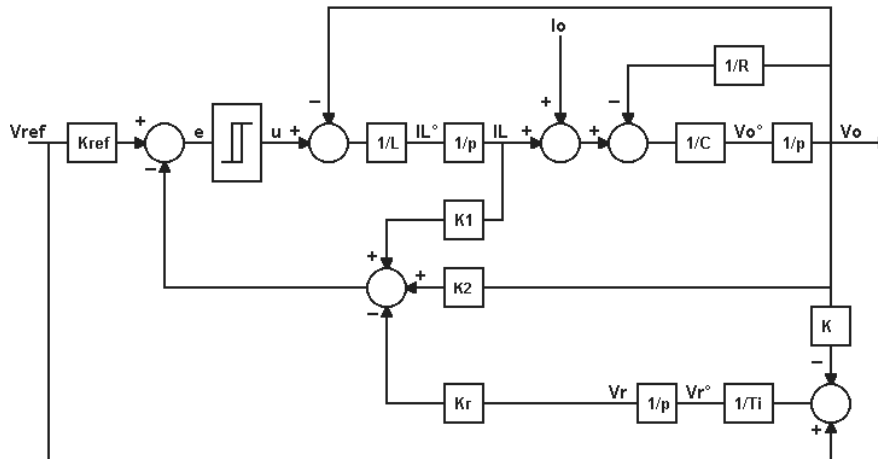 Io
1/R
Vref
Kref
+
−
e
u
+
−
1/L
IL°
1/p
IL
+
+
+
−
1/C
Vo°
1/p
Vo
K1
+
+
−
K2
K
−
+
Kr
Vr
1/p
Vr°
1/Ti